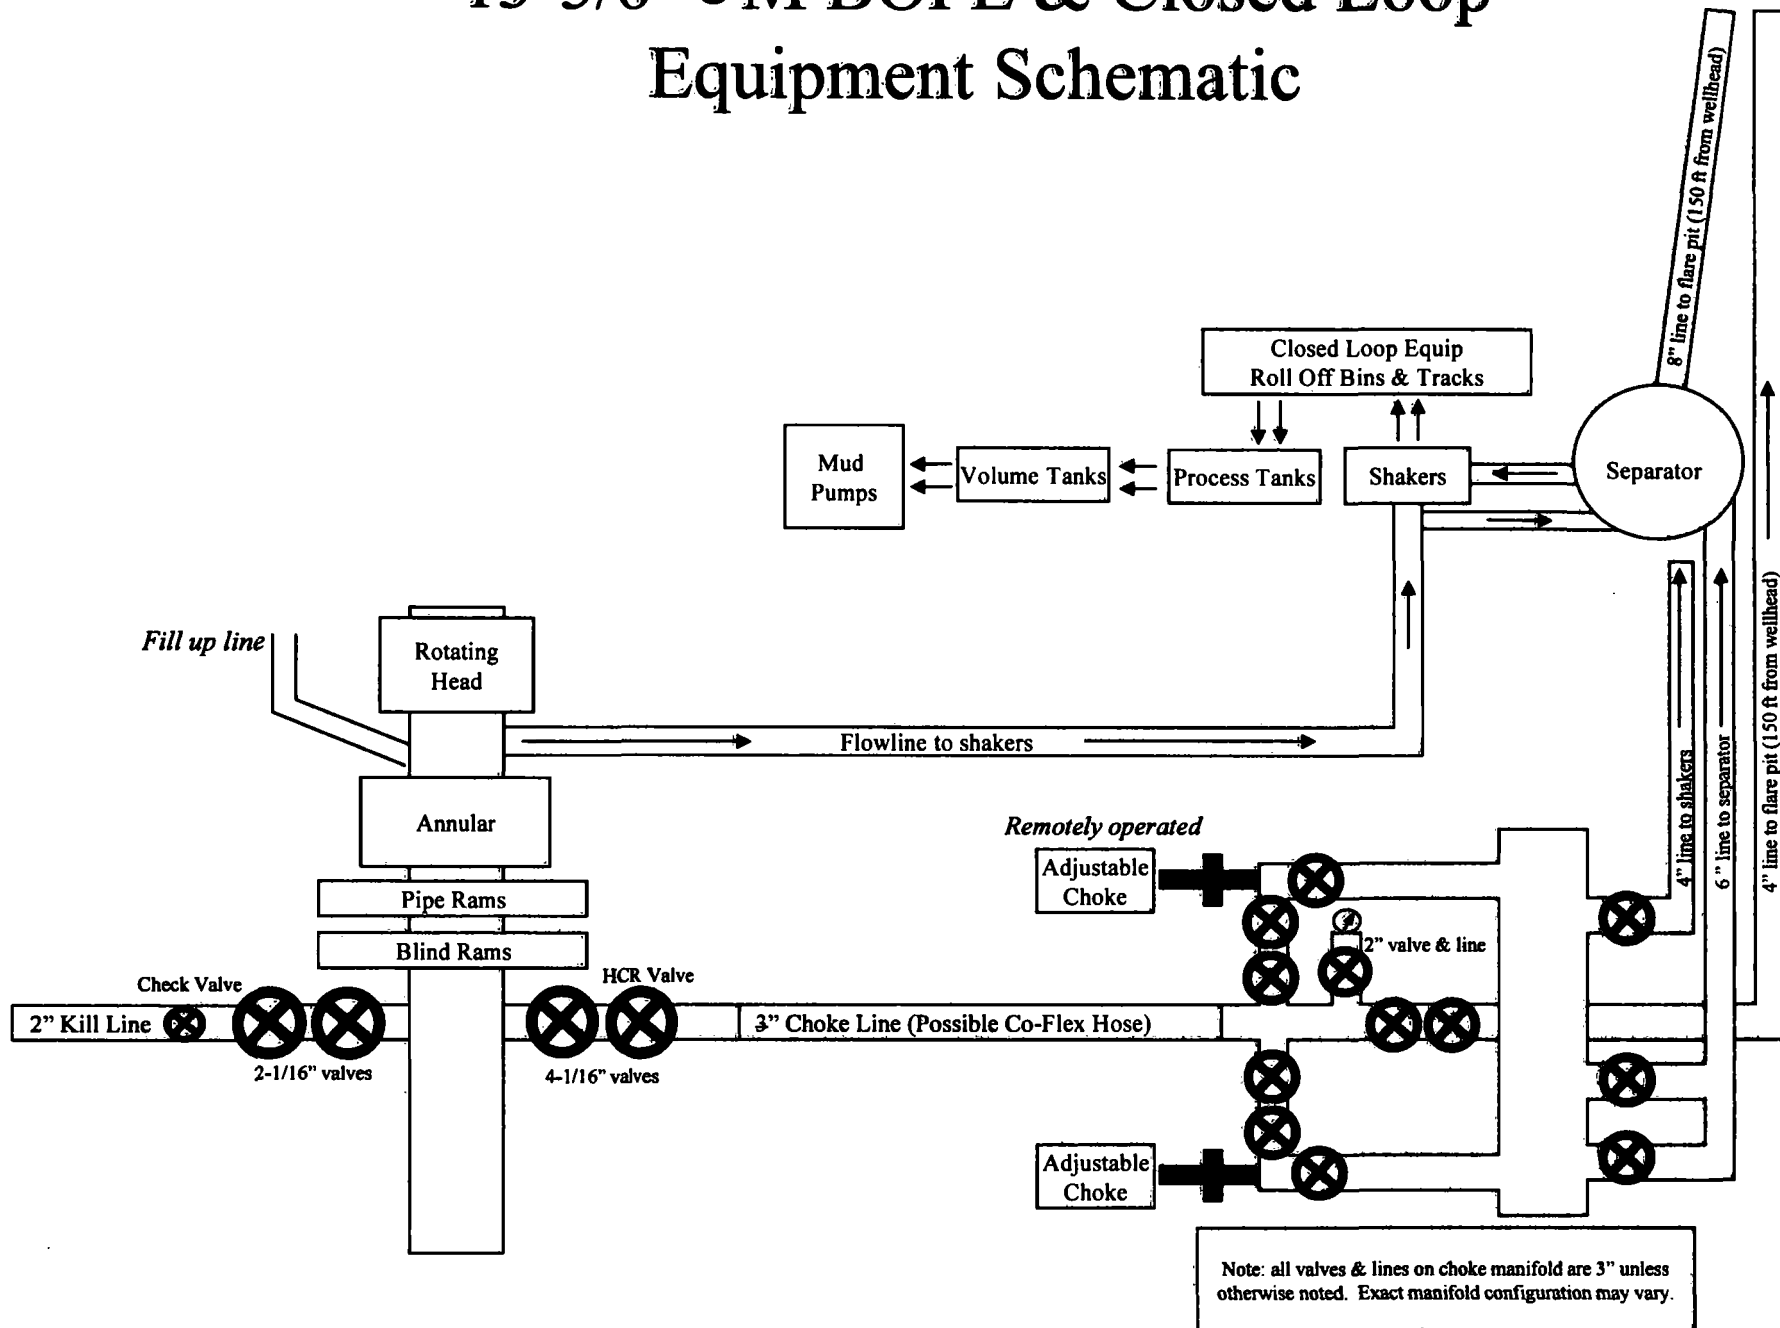 BOPE & Closed Loop
Equipment Schematic
8” line to flare pit (150 ft from wellhead)
Closed Loop Equip
Roll Off Bins & Tracks
Mud
Pumps
Volume Tanks
Process Tanks
Shakers
Separator
Fill up line
Rotating
Head
Flowline to shakers
4” line to shakers
6” line to separator
4” line to flare pit (150 ft from wellhead)
Annular
Remotely operated
Adjustable
Choke
Pipe Rams
Blind Rams
2” valve & line
Check Valve
HCR Valve
2” Kill Line
3” Choke Line (Possible Co-Flex Hose)
2-1/16” valves
4-1/16” valves
Adjustable
Choke
Note: all valves & lines on choke manifold are 3” unless
otherwise noted. Exact manifold configuration may vary.